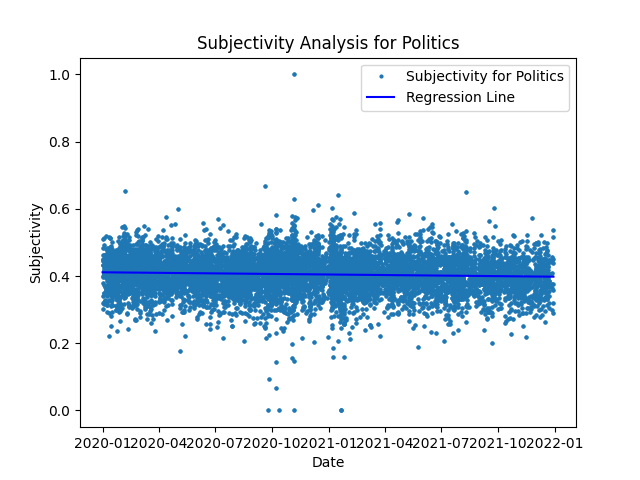 Subjectivity Analysis for Politics
Subjectivity for Politics
Regression Line
1.0
0.8
0.6
0.4
0.2
0.0
Subjectivity
2020-01 2020-04 2020-07 2020-10 2021-01 2021-04 2021-07 2021-10 2022-01
Date